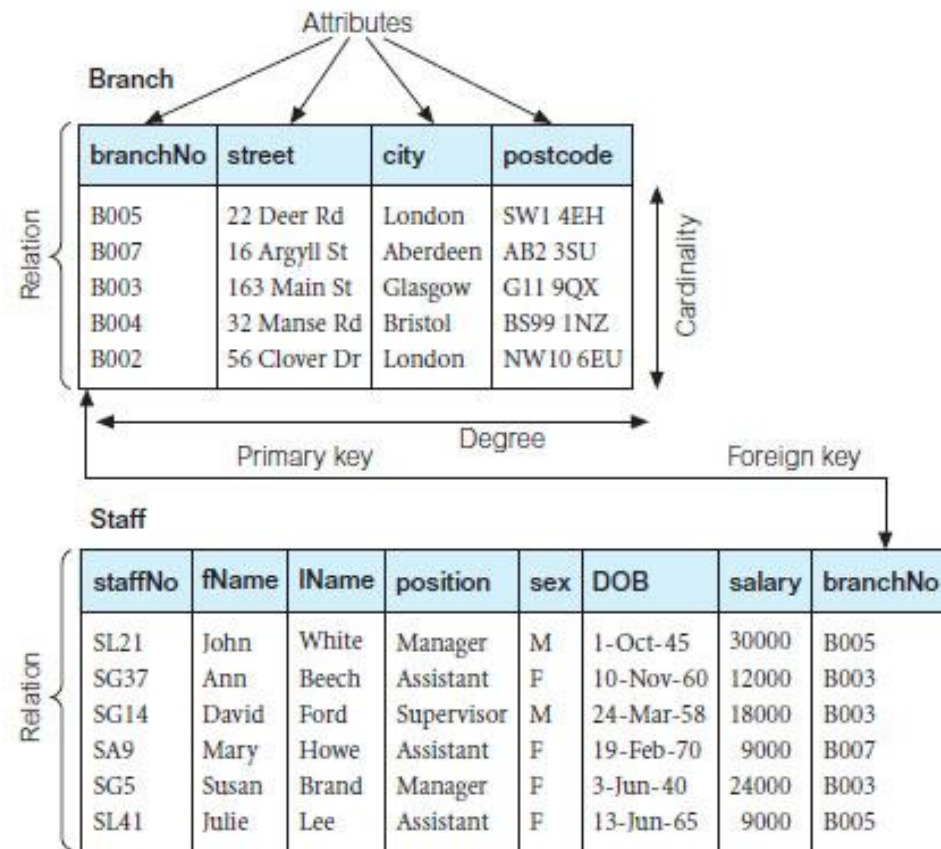 Attributes
Branch
branchNo street city postcode
B005 22 Deer Rd London SW1 4EH
B007 16 Argyll St Aberdeen AB2 3SU
B003 163 Main St Glasgow G11 9QX
B004 32 Manse Rd Bristol BS99 1NZ
B002 56 Clover Dr London NW10 6EU
Relation
Cardinality
Degree
Primary key Foreign key
Staff
staffNo fName lName position sex DOB salary branchNo
SL21 John White Manager M 1-Oct-45 30000 B005
SG37 Ann Beech Assistant F 10-Nov-60 12000 B003
SG14 David Ford Supervisor M 24-Mar-58 18000 B003
SA9 Mary Howe Assistant F 19-Feb-70 9000 B007
SG5 Susan Brand Manager F 3-Jun-40 24000 B003
SL41 Julie Lee Assistant F 13-Jun-65 9000 B005
Relation